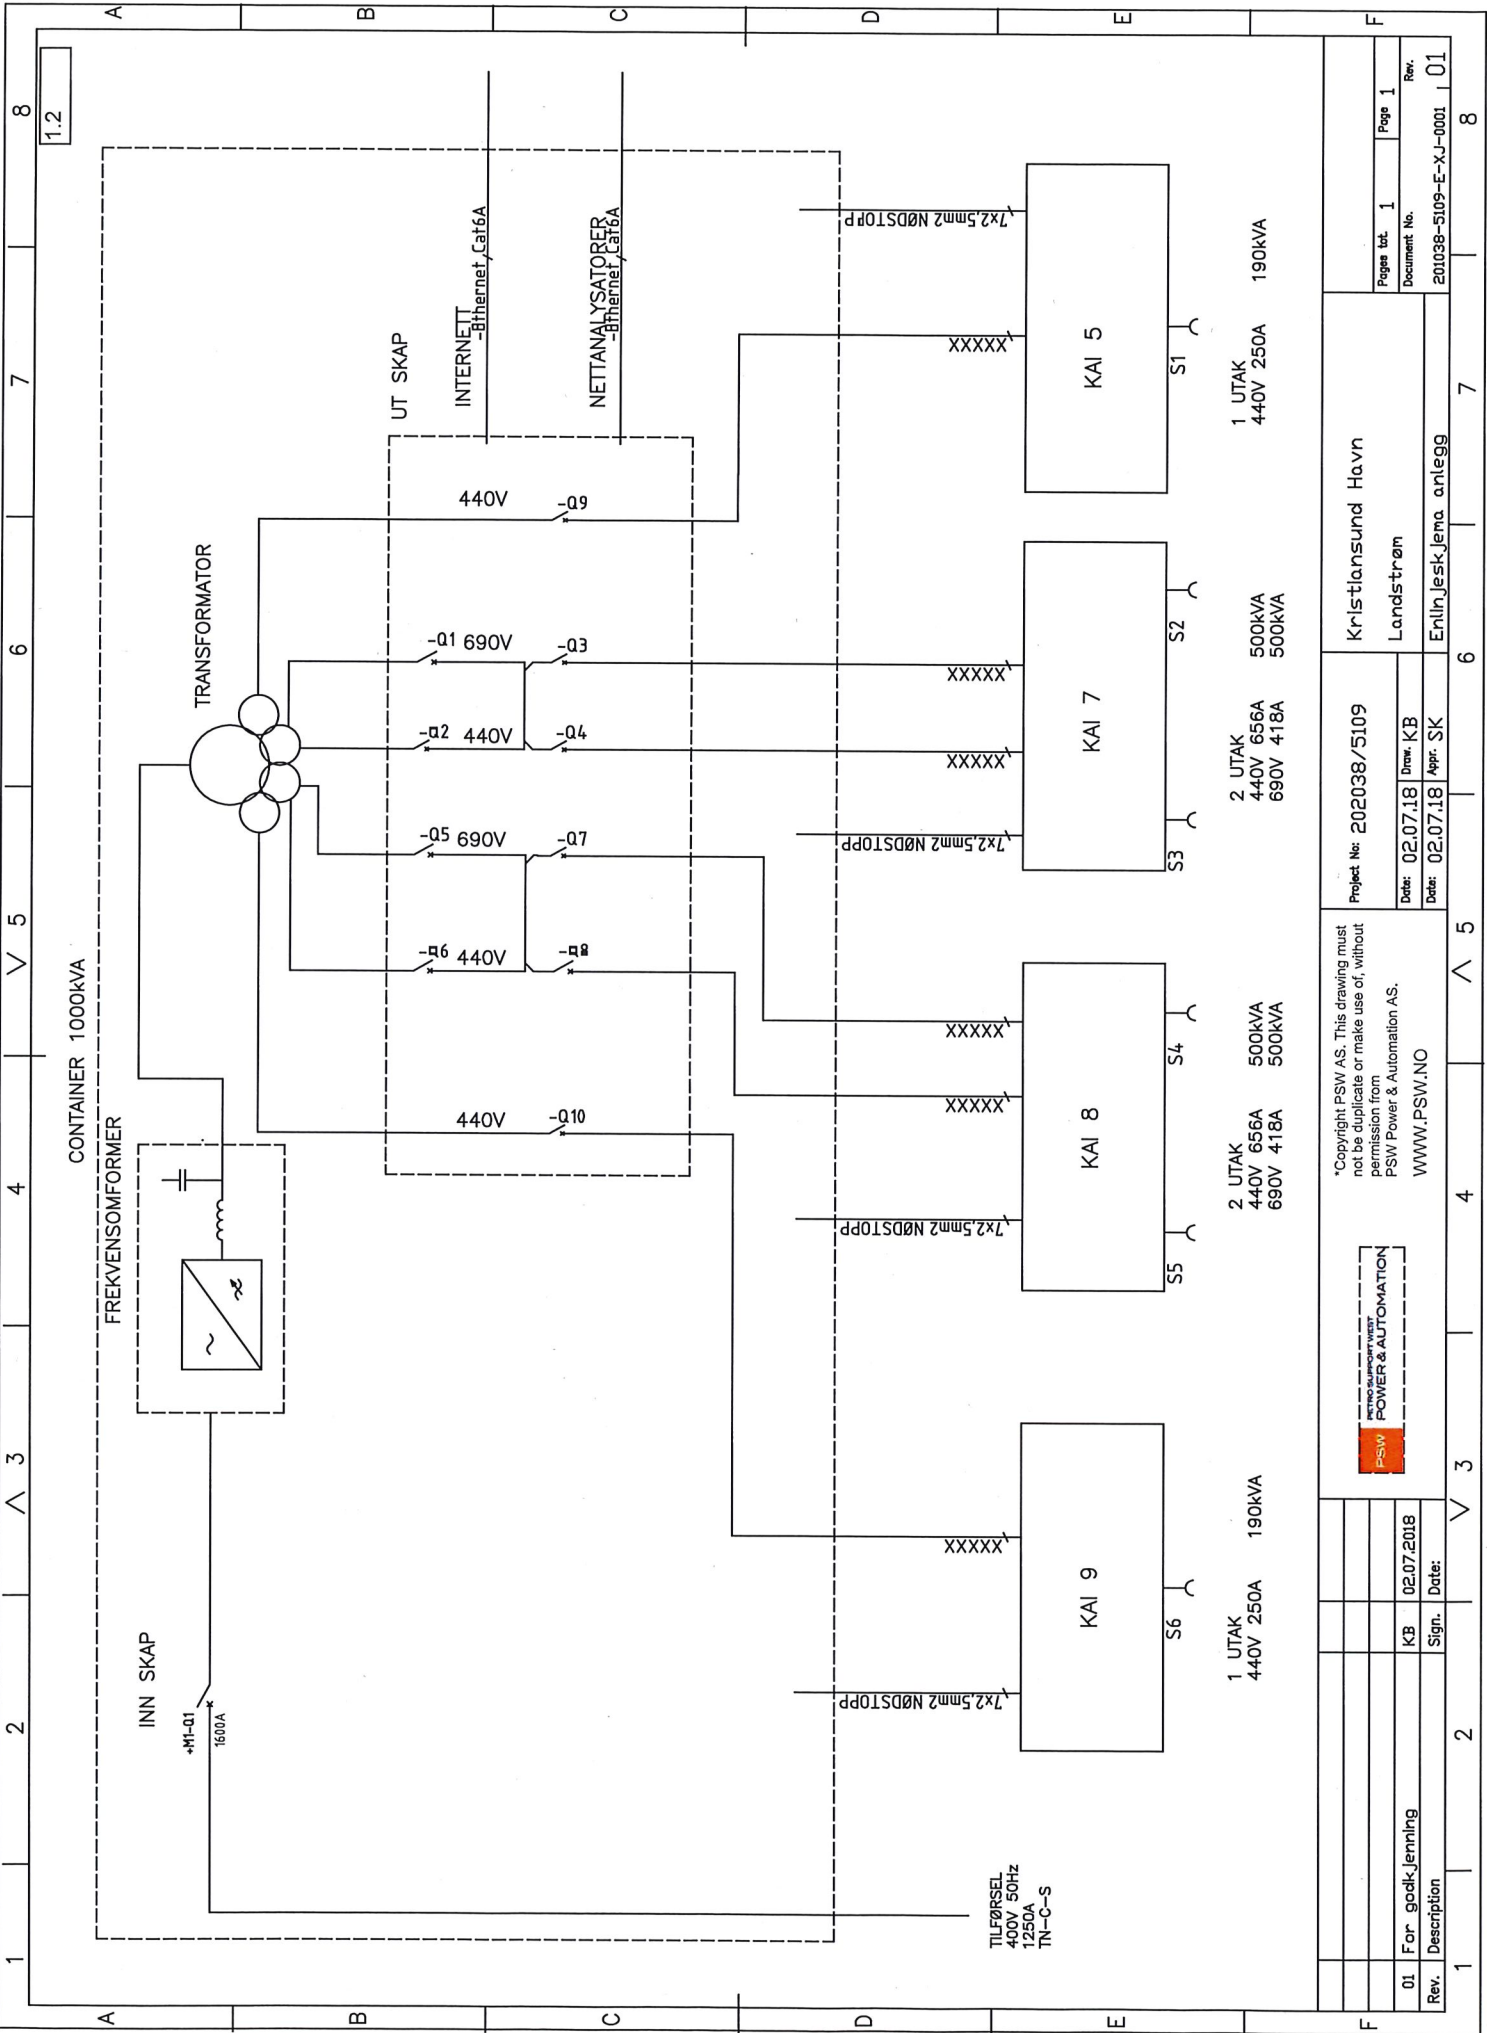 1 2 ∧ 3 4 ∨ 5 6 7 8
A
B
C
D
E
F
1.2
CONTAINER 1000kVA
INN SKAP
+M1-Q1
1600A
FREKVENSOMFORMER
TRANSFORMATOR
UT SKAP
INTERNETT
-Ethernet,Cat6A
NETTANALYSATORER
-Ethernet,Cat6A
440V
-Q10
-Q6 440V
-Q8
-Q5 690V
-Q7
-Q2 440V
-Q4
-Q1 690V
-Q3
440V
-Q9
TILFØRSEL
400V 50Hz
1250A
TN-C-S
7x2,5mm2 NØDSTOPP
XXXXX
KAI 9
S6
1 UTAK
440V 250A 190kVA
7x2,5mm2 NØDSTOPP
XXXXX
XXXXX
KAI 8
S5
S4
2 UTAK
440V 656A 500kVA
690V 418A 500kVA
7x2,5mm2 NØDSTOPP
XXXXX
XXXXX
KAI 7
S3
S2
2 UTAK
440V 656A 500kVA
690V 418A 500kVA
XXXXX
7x2,5mm2 NØDSTOPP
KAI 5
S1
1 UTAK
440V 250A 190kVA
01 For godkjenning KB 02.07.2018
Rev. Description Sign. Date:
PSW PETRO SUPPORT WEST
POWER & AUTOMATION
*Copyright PSW AS. This drawing must
not be duplicate or make use of, without
permission from
PSW Power & Automation AS.
WWW.PSW.NO
Project No: 202038/5109
Date: 02.07.18 Draw. KB
Date: 02.07.18 Appr. SK
Kristiansund Havn
Landstrøm
Enlinjeskjema anlegg
Pages tot. 1 Page 1
Document No. Rev.
201038-5109-E-XJ-0001 01
1 2 ∨ 3 4 ∧ 5 6 7 8
A
B
C
D
E
F